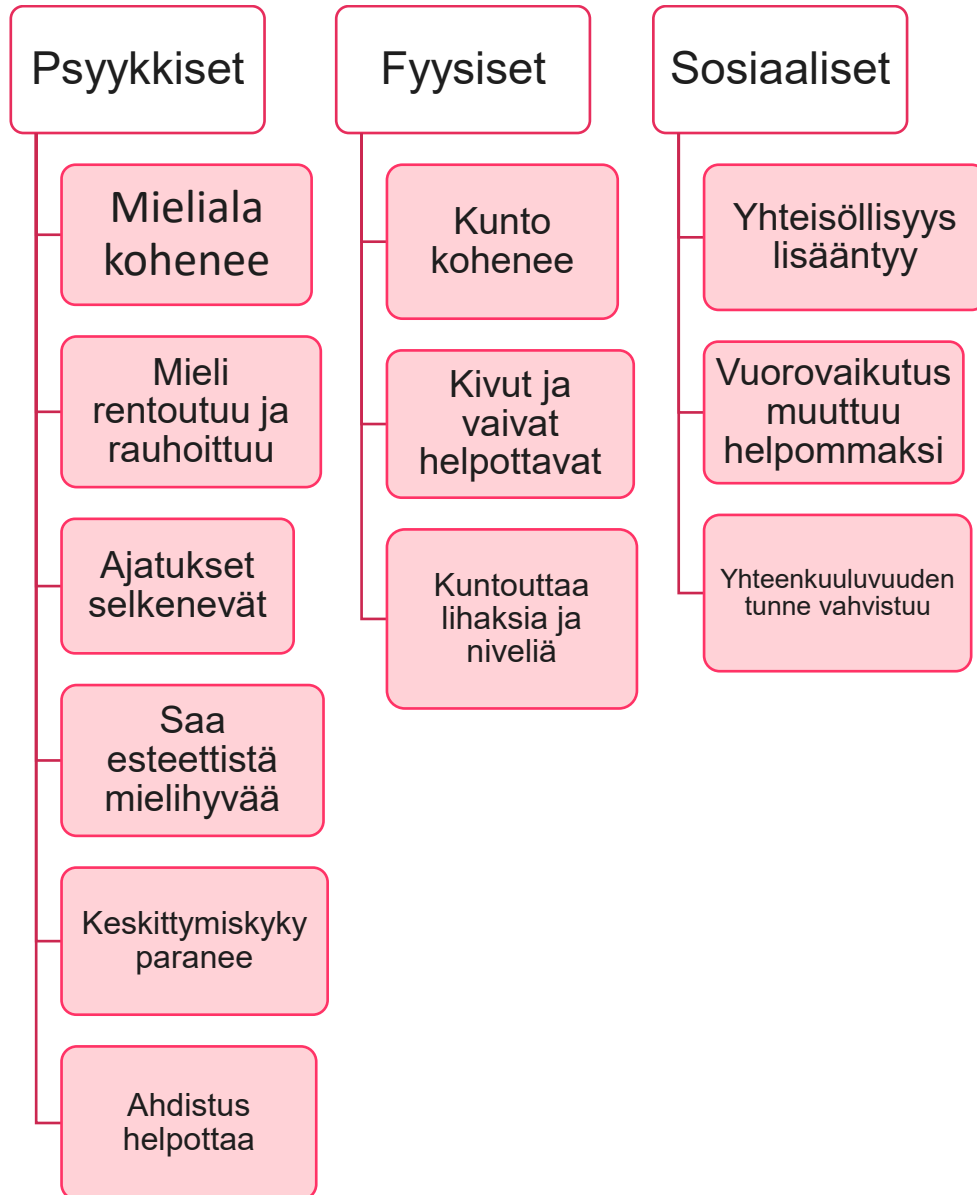 Psyykkiset
Mieliala
kohenee
Mieli
rentoutuu ja
rauhoittuu
Ajatukset
selkenevät
Saa
esteettistä
mielihyvää
Keskittymiskyky
paranee
Ahdistus
helpottaa
Fyysiset
Kunto
kohenee
Kivut ja
vaivat
helpottavat
Kuntouttaa
lihaksia ja
niveliä
Sosiaaliset
Yhteisöllisyys
lisääntyy
Vuorovaikutus
muuttuu
helpommaksi
Yhteenkuuluvuuden
tunne vahvistuu